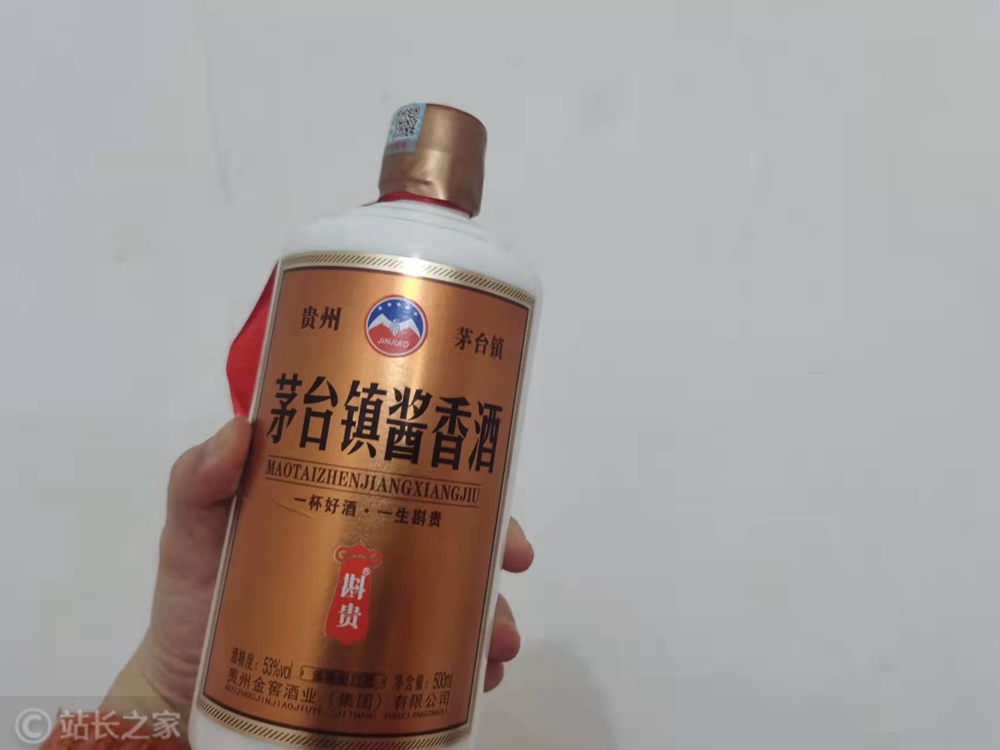 贵州
JINJIAO
茅台镇
茅台镇酱香酒
MAOTAIZHENJIANGXIANGJIU
一杯好酒·一生斟贵
斟®贵
酒精度：53%vol
净含量：500ml
贵州金窖酒业（集团）有限公司
© 站长之家